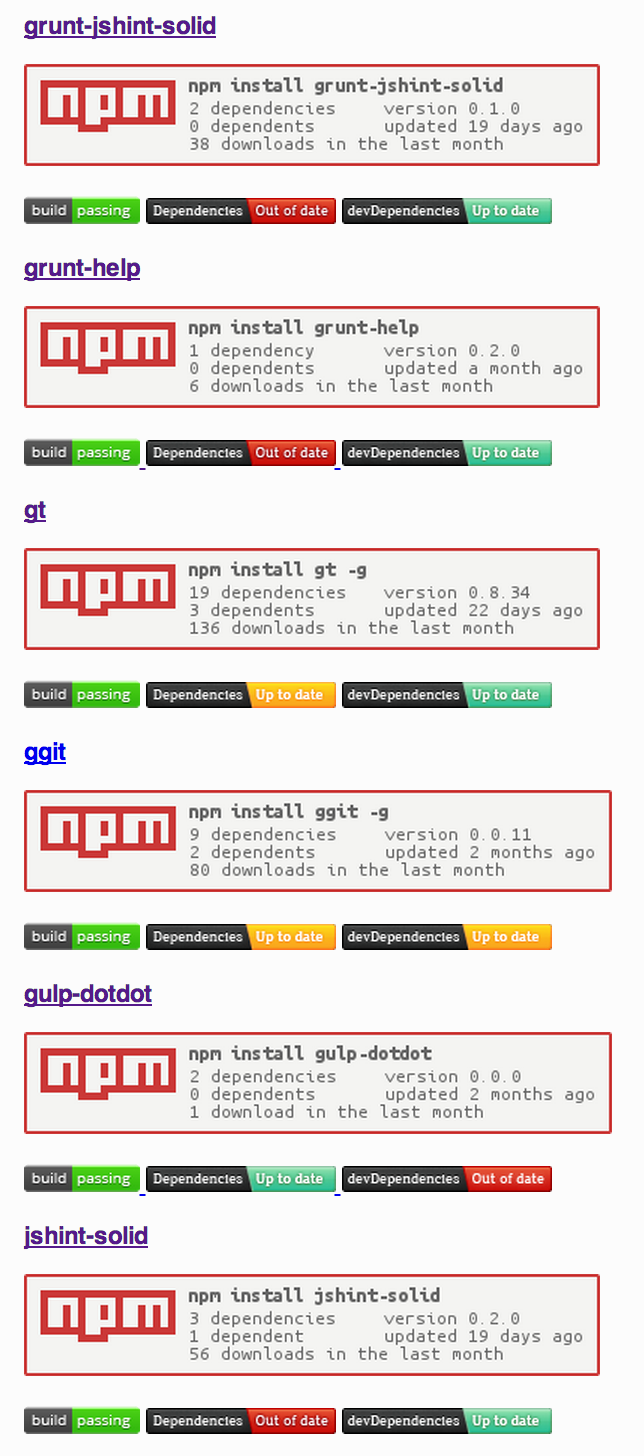 grunt-jshint-solid
npm npm install grunt-jshint-solid
2 dependencies version 0.1.0
0 dependents updated 19 days ago
38 downloads in the last month
build passing Dependencies Out of date devDependencies Up to date
grunt-help
npm npm install grunt-help
1 dependency version 0.2.0
0 dependents updated a month ago
6 downloads in the last month
build passing Dependencies Out of date devDependencies Up to date
gt
npm npm install gt -g
19 dependencies version 0.8.34
3 dependents updated 22 days ago
136 downloads in the last month
build passing Dependencies Up to date devDependencies Up to date
ggit
npm npm install ggit -g
9 dependencies version 0.0.11
2 dependents updated 2 months ago
80 downloads in the last month
build passing Dependencies Up to date devDependencies Up to date
gulp-dotdot
npm npm install gulp-dotdot
2 dependencies version 0.0.0
0 dependents updated 2 months ago
1 download in the last month
build passing Dependencies Up to date devDependencies Out of date
jshint-solid
npm npm install jshint-solid
3 dependencies version 0.2.0
1 dependent updated 19 days ago
56 downloads in the last month
build passing Dependencies Out of date devDependencies Up to date